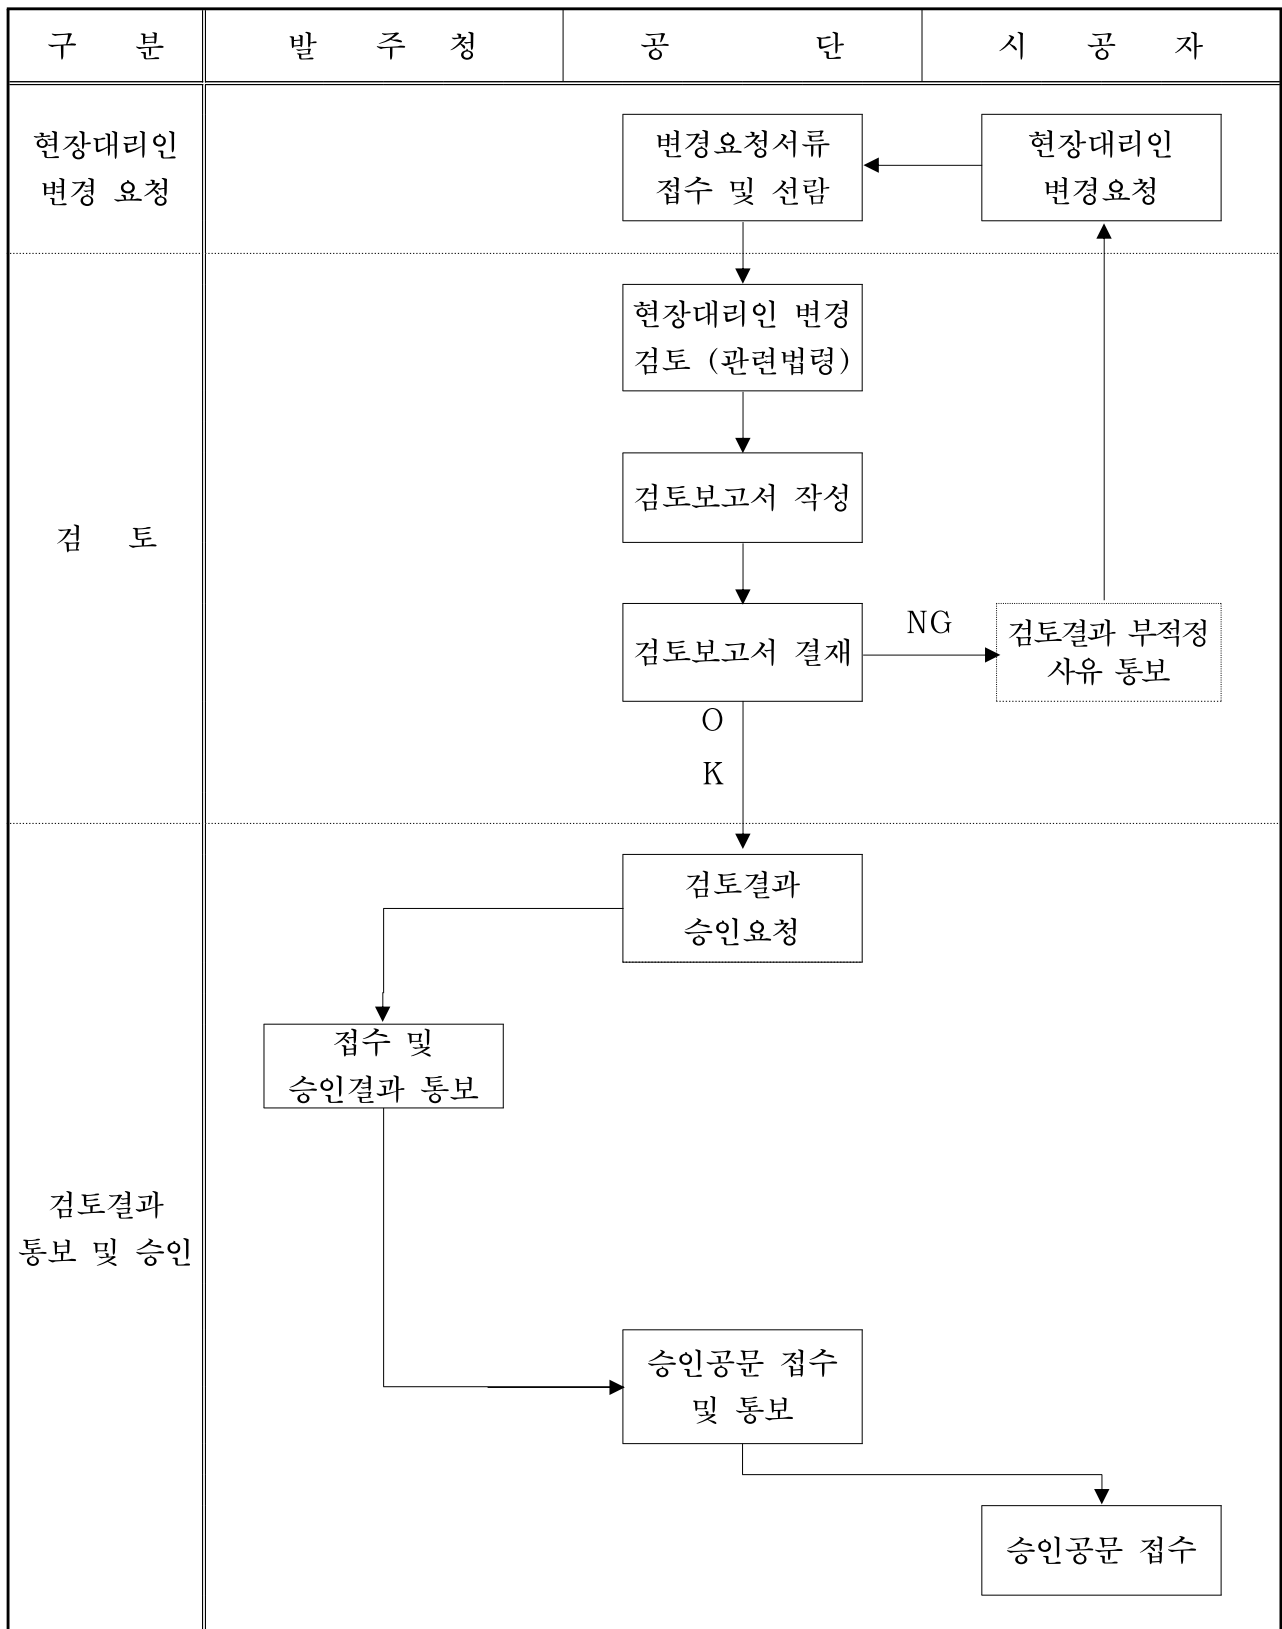 구 분 발 주 청 공 단 시 공 자
현장대리인
변경 요청
변경요청서류
접수 및 선람
현장대리인
변경요청
검 토
현장대리인 변경
검토 (관련법령)
검토보고서 작성
검토보고서 결재
NG
검토결과 부적정
사유 통보
O
K
검토결과
통보 및 승인
검토결과
승인요청
접수 및
승인결과 통보
승인공문 접수
및 통보
승인공문 접수